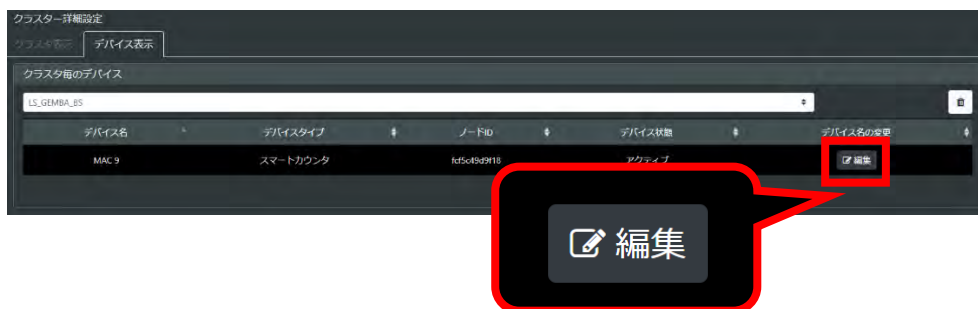 クラスター詳細設定
クラスタ表示 デバイス表示
クラスタ毎のデバイス
LS_GEMBA_BS
デバイス名 デバイスタイプ ノードID デバイス状態 デバイス名の変更
MAC 9 スマートカウンタ fcf5c49d9f18 アクティブ 編集
編集